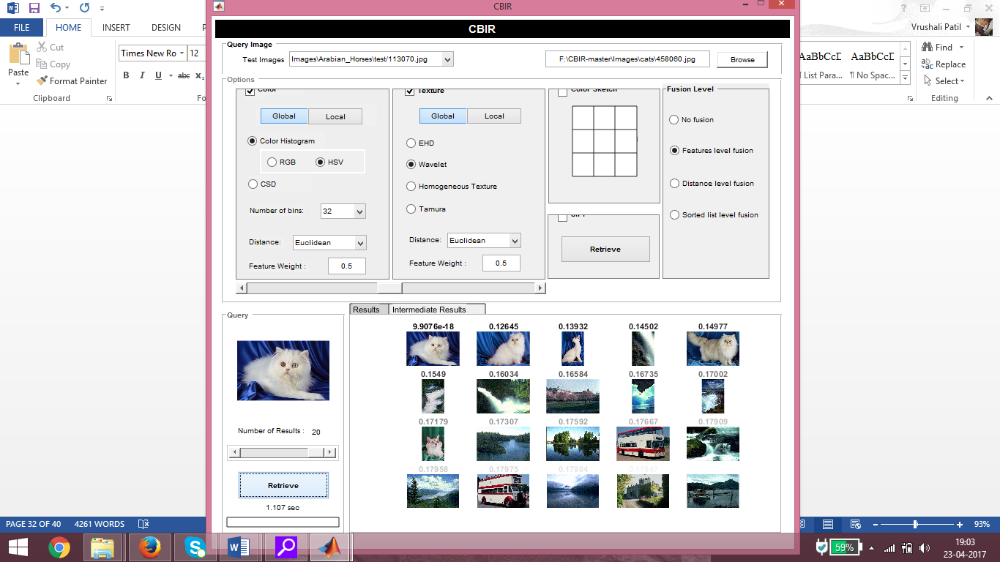 CBIR
FILE HOME INSERT DESIGN
Vrushali Patil
Cut
Copy
Format Painter
Paste
Clipboard
Times New Ro 12
B I U abc
AaBbCcI AaBbCcI
¶ No Spac...
Find
Replace
Select
Editing
CBIR
Query Image
Test Images Images\Arabian_Horses\test/113070.jpg F:\CBIR-master\Images\cats\458060.jpg Browse
Options
Color
Global Local
Color Histogram
RGB HSV
CSD
Number of bins: 32
Distance: Euclidean
Feature Weight : 0.5
Texture
Global Local
EHD
Wavelet
Homogeneous Texture
Tamura
Distance: Euclidean
Feature Weight : 0.5
Color Sketch
Retrieve
Fusion Level
No fusion
Features level fusion
Distance level fusion
Sorted list level fusion
Query
Number of Results : 20
Retrieve
1.107 sec
Results Intermediate Results
9.9076e-18 0.12645 0.13932 0.14502 0.14977
0.1549 0.16034 0.16584 0.16735 0.17002
0.17179 0.17307 0.17592 0.17667 0.17909
0.17958 0.17975 0.17984
PAGE 32 OF 40 4261 WORDS
93%
59%
19:03
23-04-2017